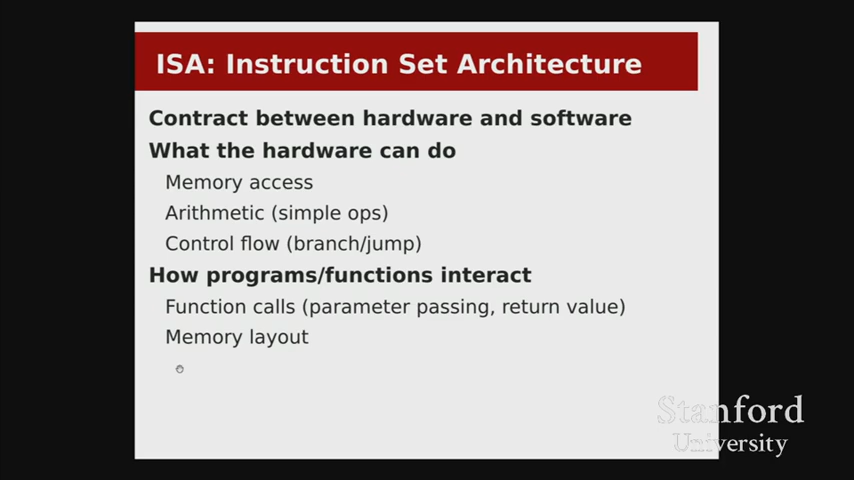 ISA: Instruction Set Architecture
Contract between hardware and software
What the hardware can do
Memory access
Arithmetic (simple ops)
Control flow (branch/jump)
How programs/functions interact
Function calls (parameter passing, return value)
Memory layout
Stanford
University